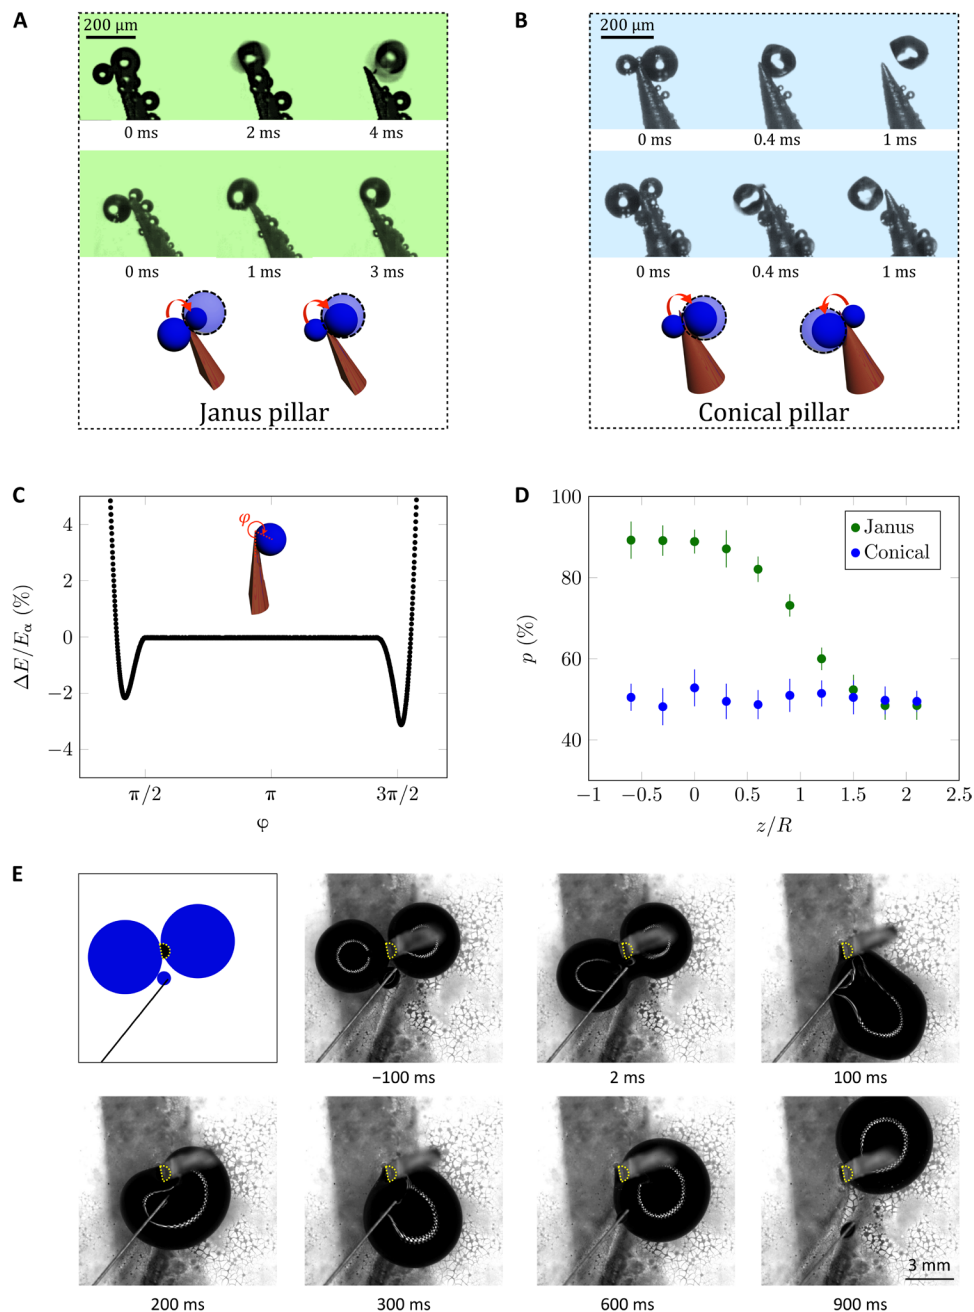 A
200 µm
0 ms
2 ms
4 ms
0 ms
1 ms
3 ms
Janus pillar
B
200 µm
0 ms
0.4 ms
1 ms
0 ms
0.4 ms
1 ms
Conical pillar
C
φ
4
2
0
−2
−4
ΔE/Eα (%)
π/2
π
3π/2
φ
D
100
80
60
40
p (%)
Janus
Conical
−1
−0.5
0
0.5
1
1.5
2
2.5
z/R
E
−100 ms
2 ms
100 ms
200 ms
300 ms
600 ms
3 mm
900 ms